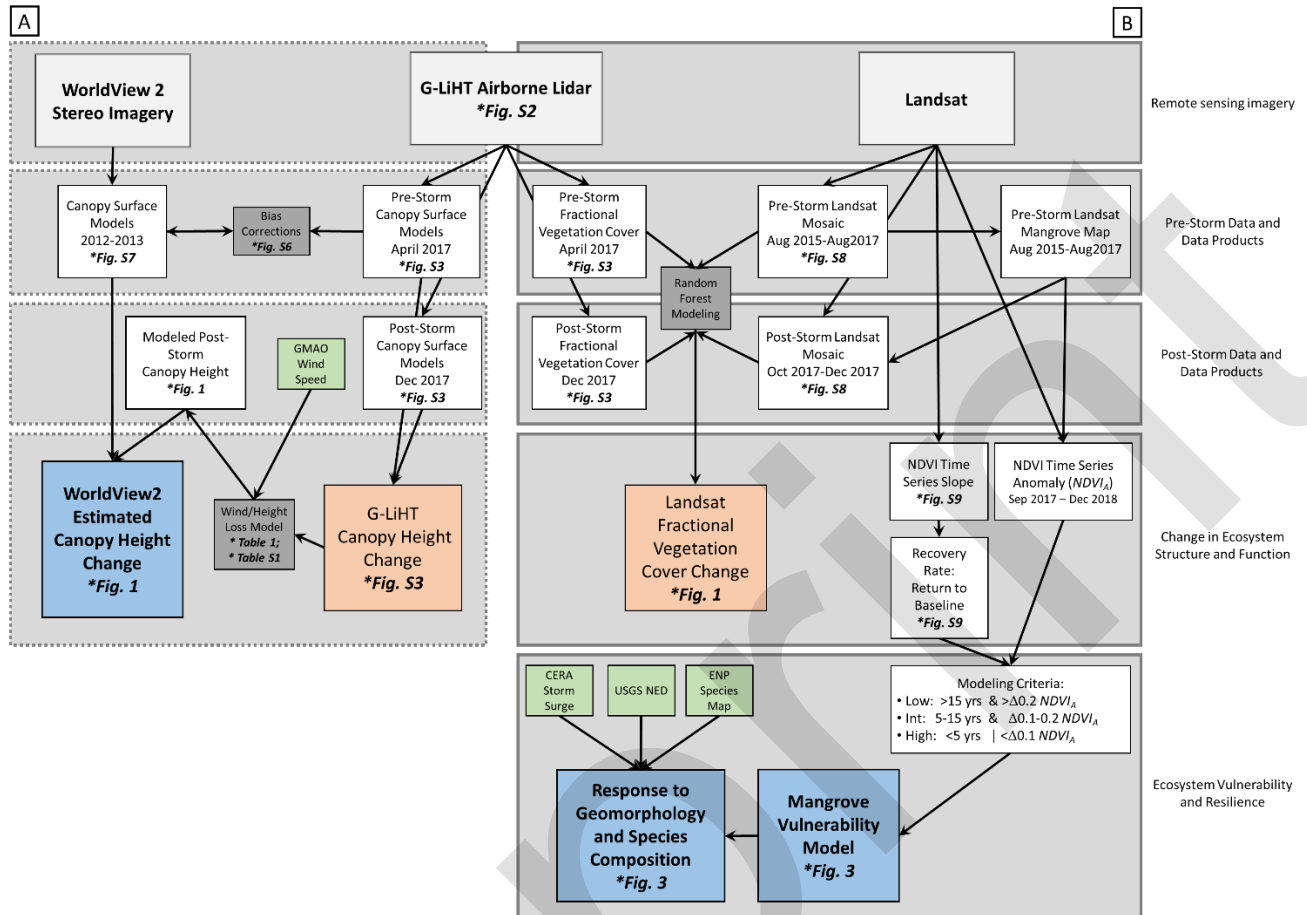 A
B
WorldView 2
Stereo Imagery
G-LiHT Airborne Lidar
*Fig. S2
Landsat
Remote sensing imagery
Canopy Surface
Models
2012-2013
*Fig. S7
Bias
Corrections
*Fig. S6
Pre-Storm
Canopy Surface
Models
April 2017
*Fig. S3
Pre-Storm
Fractional
Vegetation Cover
April 2017
*Fig. S3
Pre-Storm Landsat
Mosaic
Aug 2015-Aug2017
*Fig. S8
Pre-Storm Landsat
Mangrove Map
Aug 2015-Aug2017
Pre-Storm Data and
Data Products
Random
Forest
Modeling
Modeled Post-
Storm
Canopy Height
*Fig. 1
GMAO
Wind
Speed
Post-Storm
Canopy Surface
Models
Dec 2017
*Fig. S3
Post-Storm
Fractional
Vegetation Cover
Dec 2017
*Fig. S3
Post-Storm Landsat
Mosaic
Oct 2017-Dec 2017
*Fig. S8
Post-Storm Data and
Data Products
WorldView2
Estimated
Canopy Height
Change
*Fig. 1
Wind/Height
Loss Model
* Table 1;
* Table S1
G-LiHT
Canopy Height
Change
*Fig. S3
Landsat
Fractional
Vegetation
Cover Change
*Fig. 1
NDVI Time
Series Slope
*Fig. S9
NDVI Time Series
Anomaly (NDVIA)
Sep 2017 – Dec 2018
Recovery
Rate:
Return to
Baseline
*Fig. S9
Change in Ecosystem
Structure and Function
CERA
Storm
Surge
USGS NED
ENP
Species
Map
Modeling Criteria:
• Low: >15 yrs & >Δ0.2 NDVIA
• Int: 5-15 yrs & Δ0.1-0.2 NDVIA
• High: <5 yrs | <Δ0.1 NDVIA
Response to
Geomorphology
and Species
Composition
*Fig. 3
Mangrove
Vulnerability
Model
*Fig. 3
Ecosystem Vulnerability
and Resilience
print